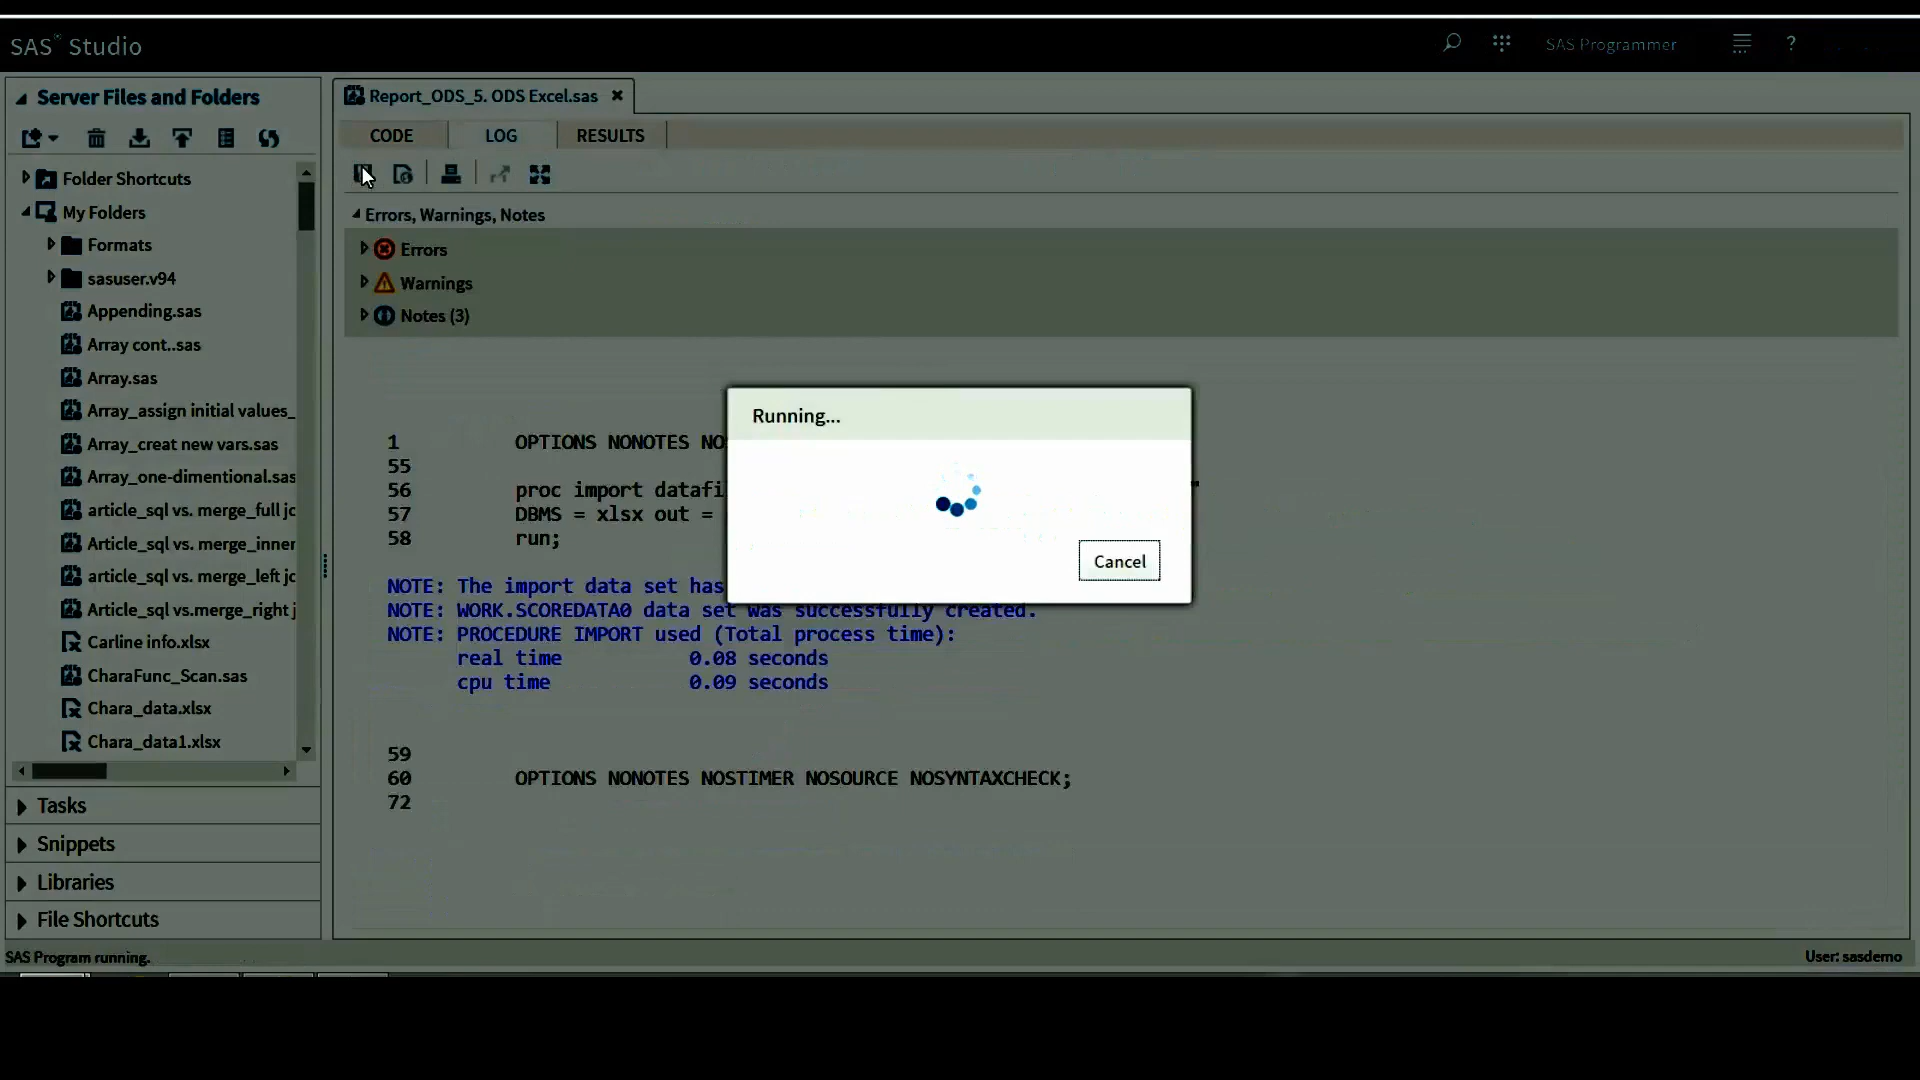 SAS® Studio
SAS Programmer
?
Server Files and Folders
Folder Shortcuts
My Folders
Formats
sasuser.v94
Appending.sas
Array cont..sas
Array.sas
Array_assign initial values_
Array_creat new vars.sas
Array_one-dimentional.sas
article_sql vs. merge_full jc
Article_sql vs. merge_inner
article_sql vs. merge_left jc
Article_sql vs.merge_right j
Carline info.xlsx
CharaFunc_Scan.sas
Chara_data.xlsx
Chara_data1.xlsx
Tasks
Snippets
Libraries
File Shortcuts
Report_ODS_5. ODS Excel.sas
CODE LOG RESULTS
Errors, Warnings, Notes
Errors
Warnings
Notes (3)
1 OPTIONS NONOTES NO
55
56 proc import datafi "
57 DBMS = xlsx out =
58 run;
NOTE: The import data set has
NOTE: WORK.SCOREDATA0 data set was successfully created.
NOTE: PROCEDURE IMPORT used (Total process time):
real time 0.08 seconds
cpu time 0.09 seconds
59
60 OPTIONS NONOTES NOSTIMER NOSOURCE NOSYNTAXCHECK;
72
Running...
Cancel
SAS Program running.
User: sasdemo